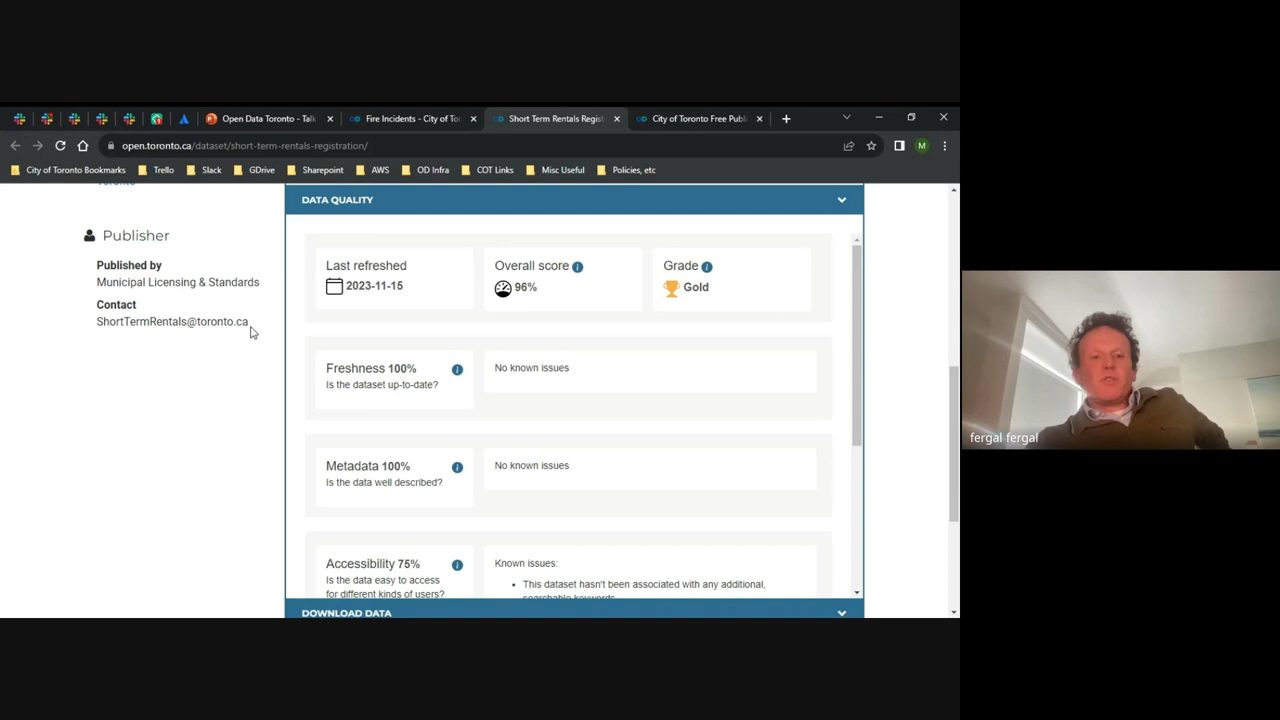 Open Data Toronto - Talk
Fire Incidents - City of To
Short Term Rentals Regis
City of Toronto Free Publ
open.toronto.ca/dataset/short-term-rentals-registration/
M
City of Toronto Bookmarks
Trello
Slack
GDrive
Sharepoint
AWS
OD Infra
COT Links
Misc Useful
Policies, etc
Toronto
Publisher
Published by
Municipal Licensing & Standards
Contact
ShortTermRentals@toronto.ca
DATA QUALITY
Last refreshed
2023-11-15
Overall score
96%
Grade
Gold
Freshness 100%
Is the dataset up-to-date?
No known issues
Metadata 100%
Is the data well described?
No known issues
Accessibility 75%
Is the data easy to access
for different kinds of users?
Known issues:
• This dataset hasn't been associated with any additional,
searchable keywords
DOWNLOAD DATA
fergal fergal